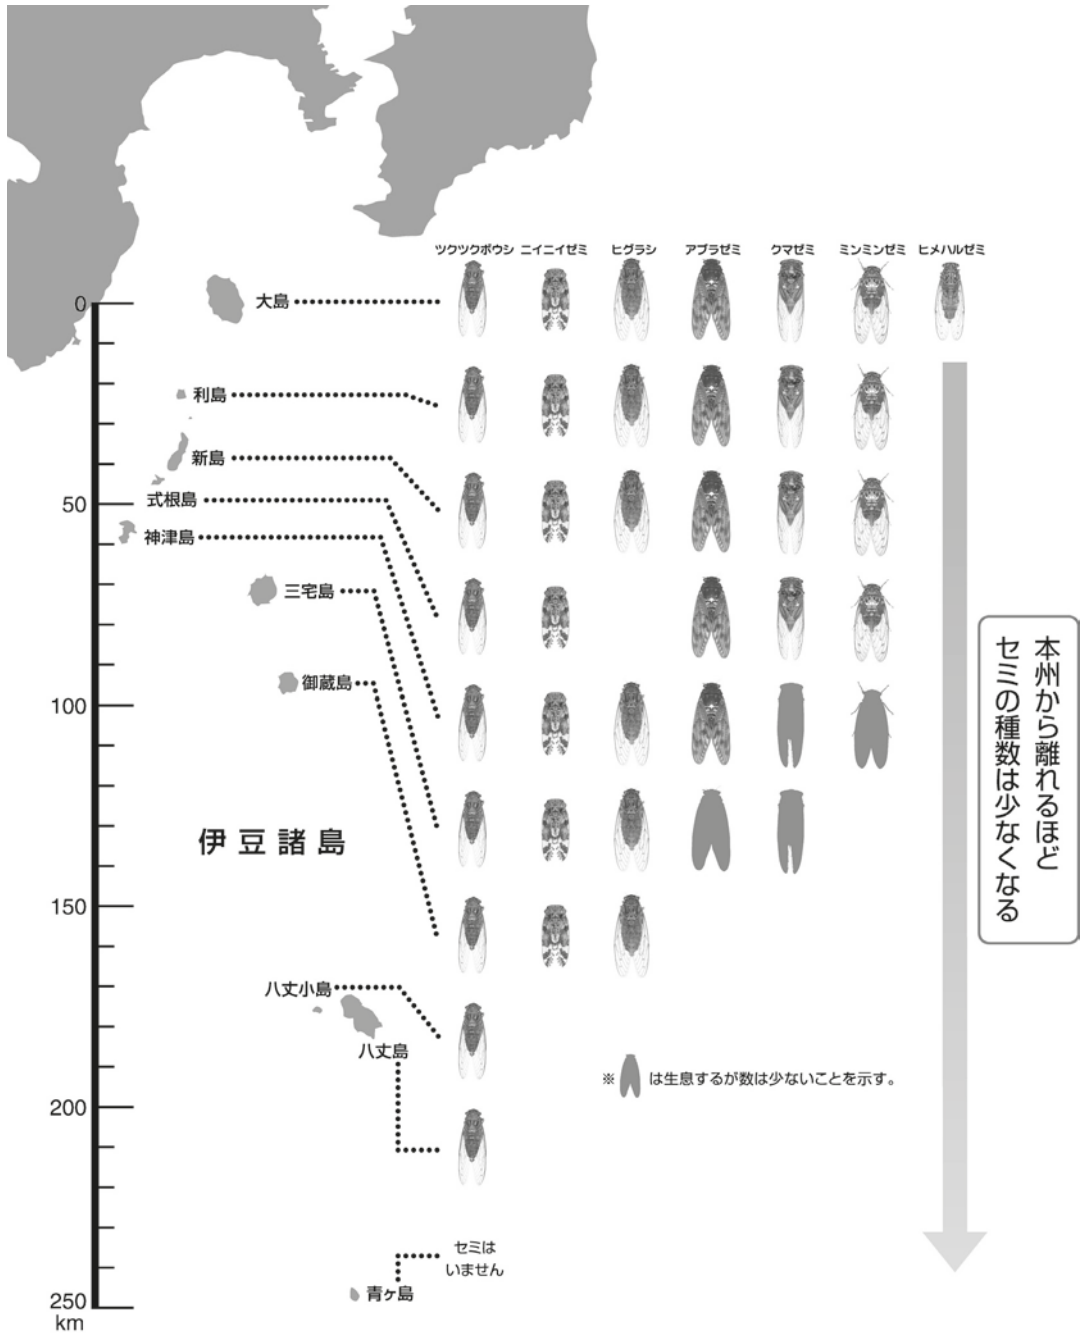 ツクツクボウシ ニイニイゼミ ヒグラシ アブラゼミ クマゼミ ミンミンゼミ ヒメハルゼミ
0
大島
利島
新島
式根島
50
神津島
三宅島
御蔵島
100
本州から離れるほど
セミの種数は少なくなる
伊豆諸島
150
八丈小島
八丈島
※ は生息するが数は少ないことを示す。
200
セミは
いません
青ヶ島
250
km